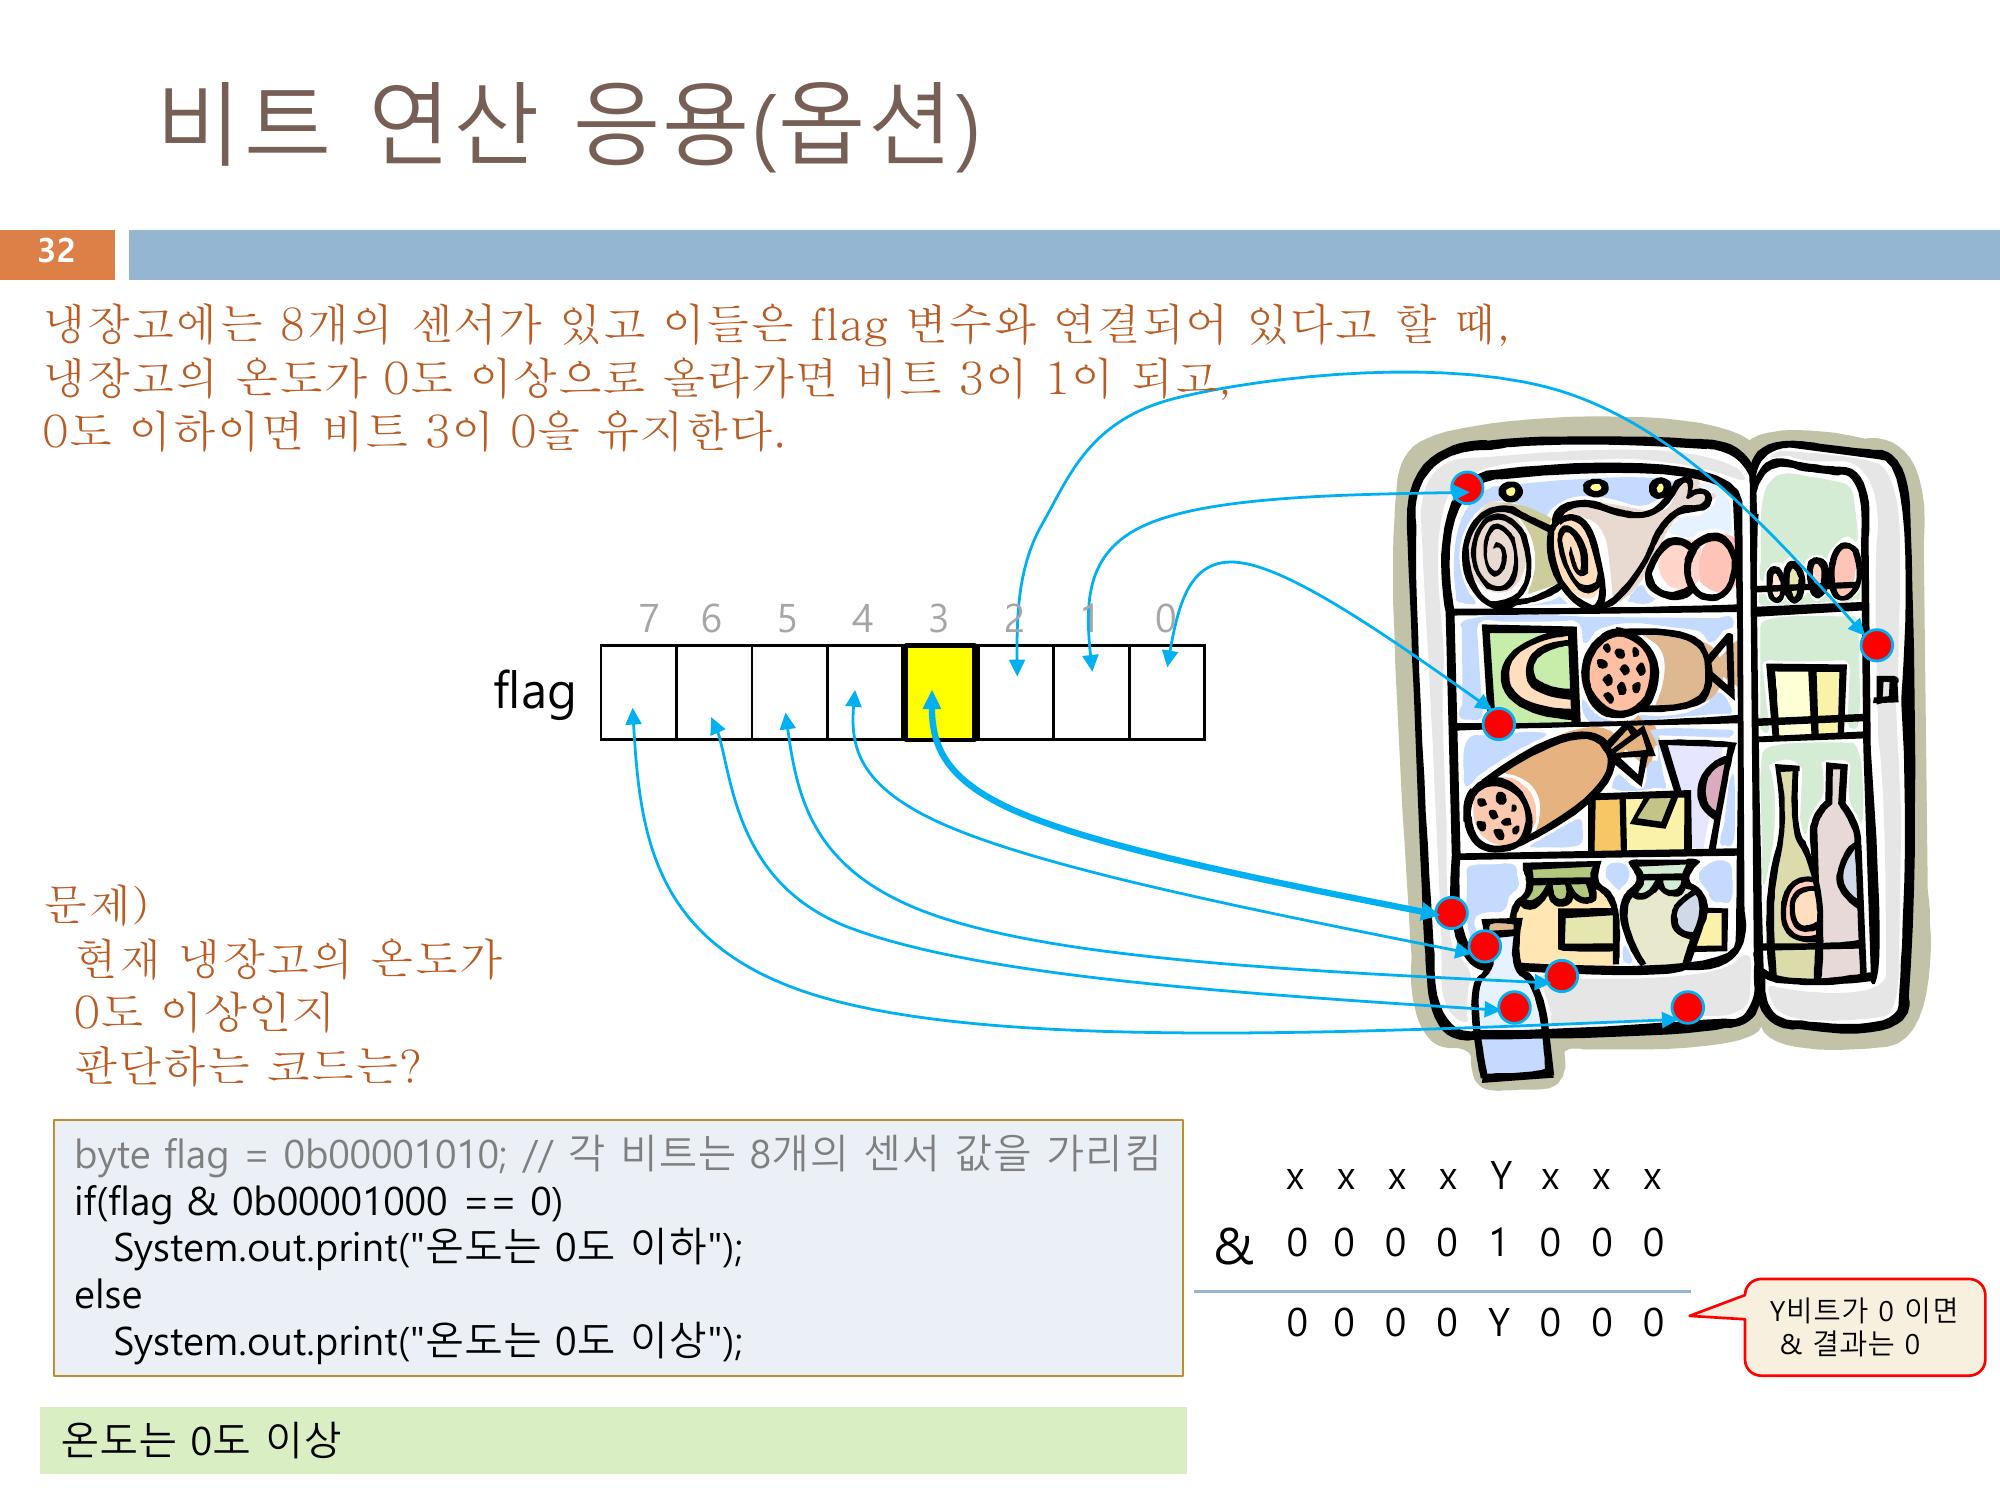 비트 연산 응용(옵션)
32
냉장고에는 8개의 센서가 있고 이들은 flag 변수와 연결되어 있다고 할 때,
냉장고의 온도가 0도 이상으로 올라가면 비트 3이 1이 되고,
0도 이하이면 비트 3이 0을 유지한다.
7 6 5 4 3 2 1 0
flag
문제)
현재 냉장고의 온도가
0도 이상인지
판단하는 코드는?
byte flag = 0b00001010; // 각 비트는 8개의 센서 값을 가리킴
if(flag & 0b00001000 == 0)
System.out.print("온도는 0도 이하");
else
System.out.print("온도는 0도 이상");
x x x x Y x x x
& 0 0 0 0 1 0 0 0
0 0 0 0 Y 0 0 0
Y비트가 0 이면
& 결과는 0
온도는 0도 이상